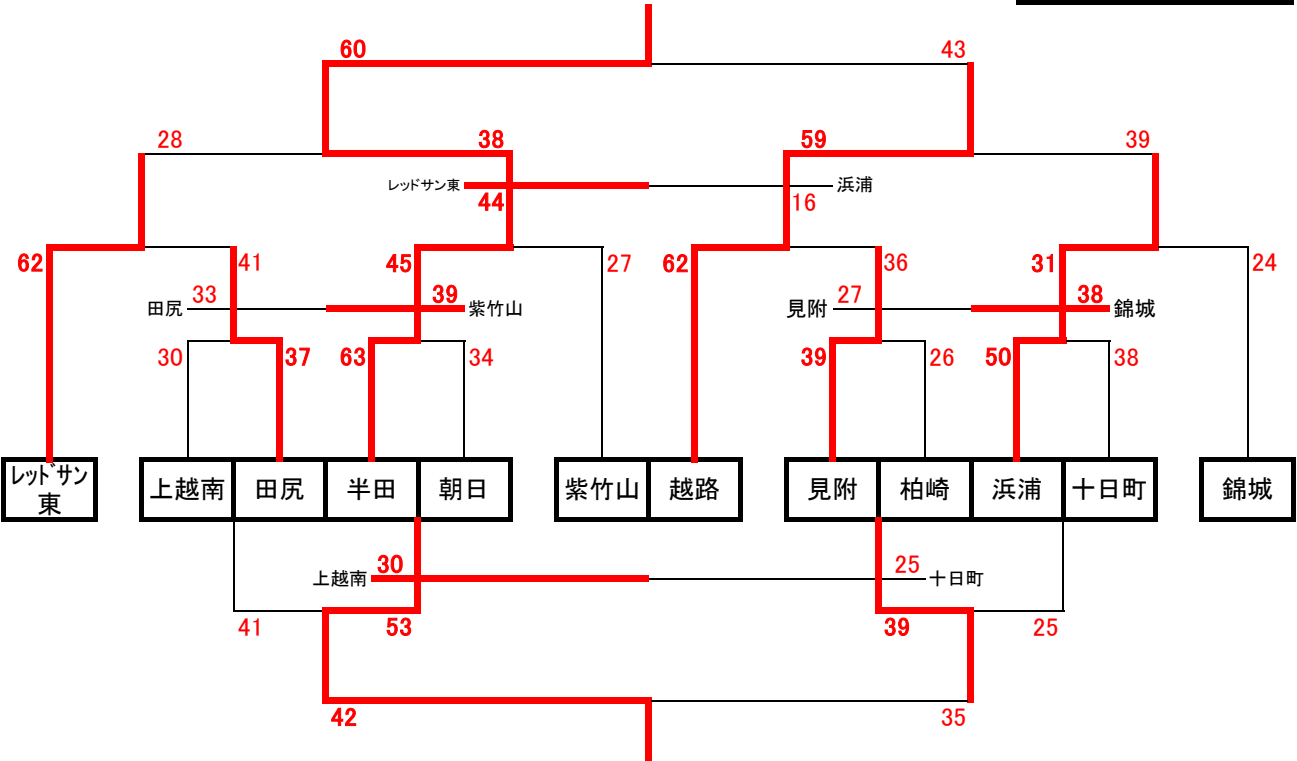 60 43
28 38 59 39
ﾚｯﾄﾞｻﾝ東 44 16 浜浦
62 41 45 27 62 36 31 24
田尻 33 39 紫竹山 見附 27 38 錦城
30 37 63 34 39 26 50 38
ﾚｯﾄﾞｻﾝ
東 上越南 田尻 半田 朝日 紫竹山 越路 見附 柏崎 浜浦 十日町 錦城
上越南 30 25 十日町
41 53 39 25
42 35